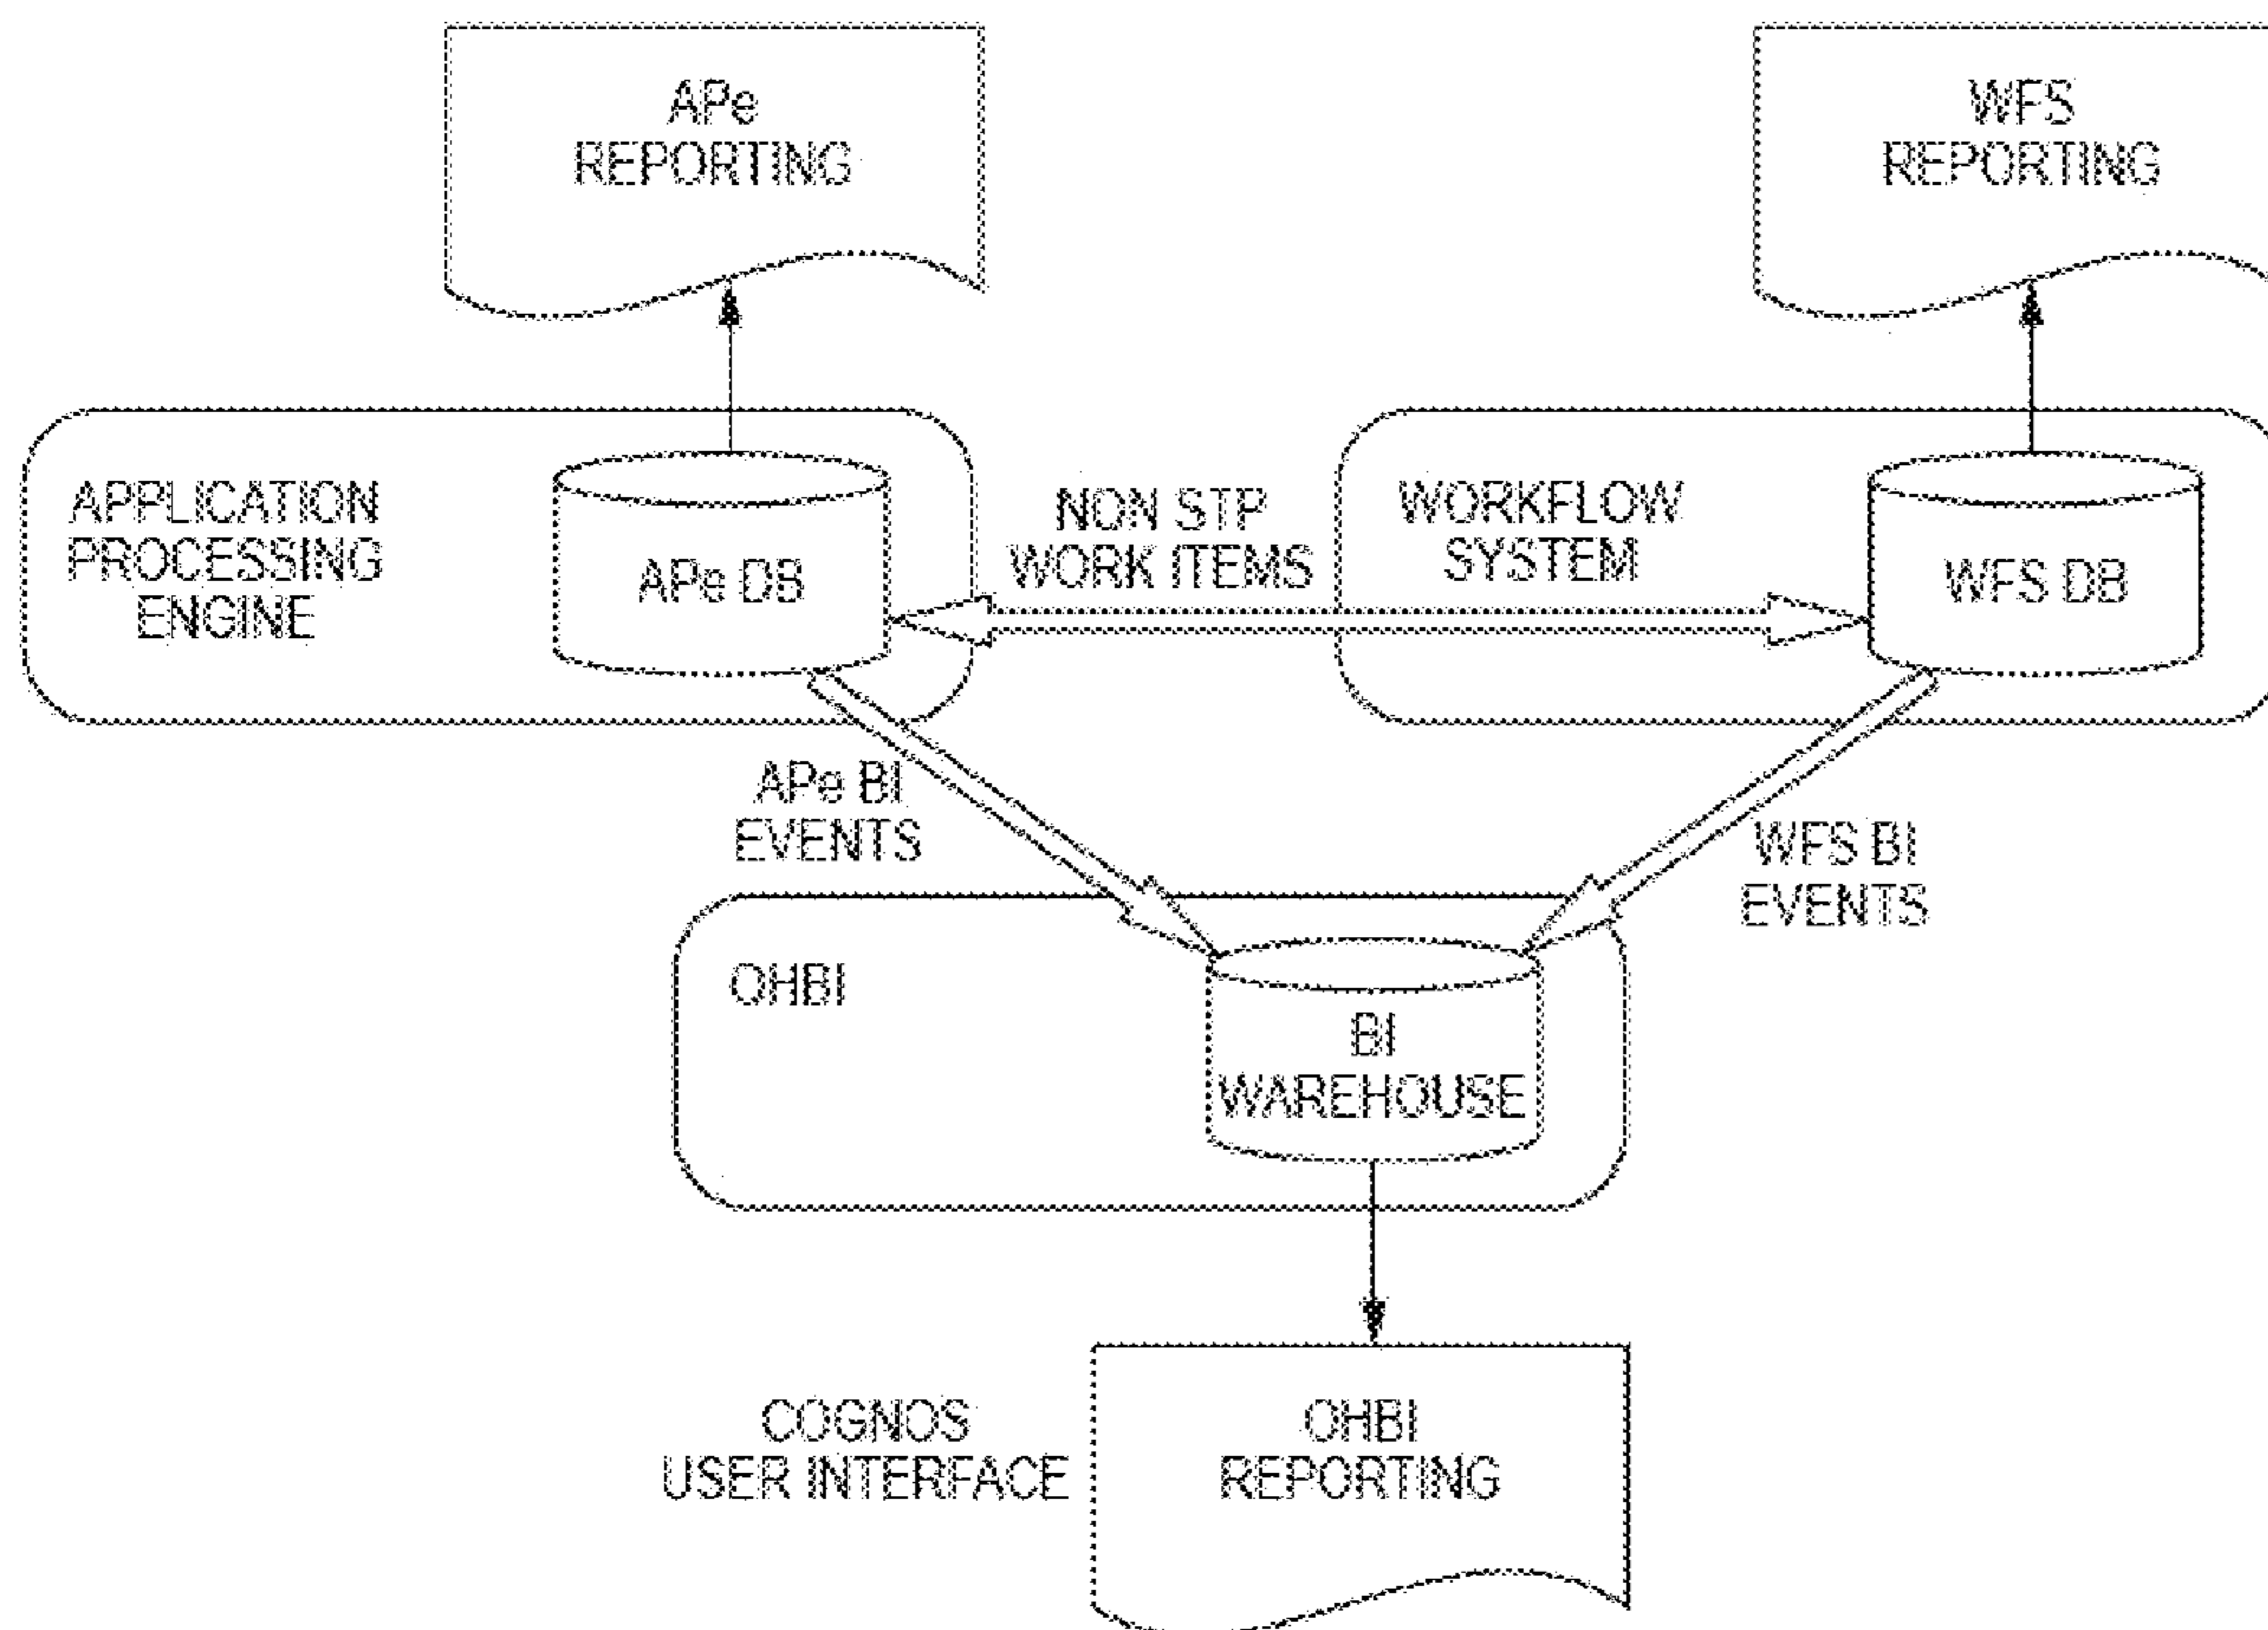 APe
REPORTING
WFS
REPORTING
APPLICATION
PROCESSING
ENGINE
APe DB
NON STP
WORK ITEMS
WORKFLOW
SYSTEM
WFS DB
APe BI
EVENTS
WFS BI
EVENTS
OHBI
BI
WAREHOUSE
COGNOS
USER INTERFACE
OHBI
REPORTING